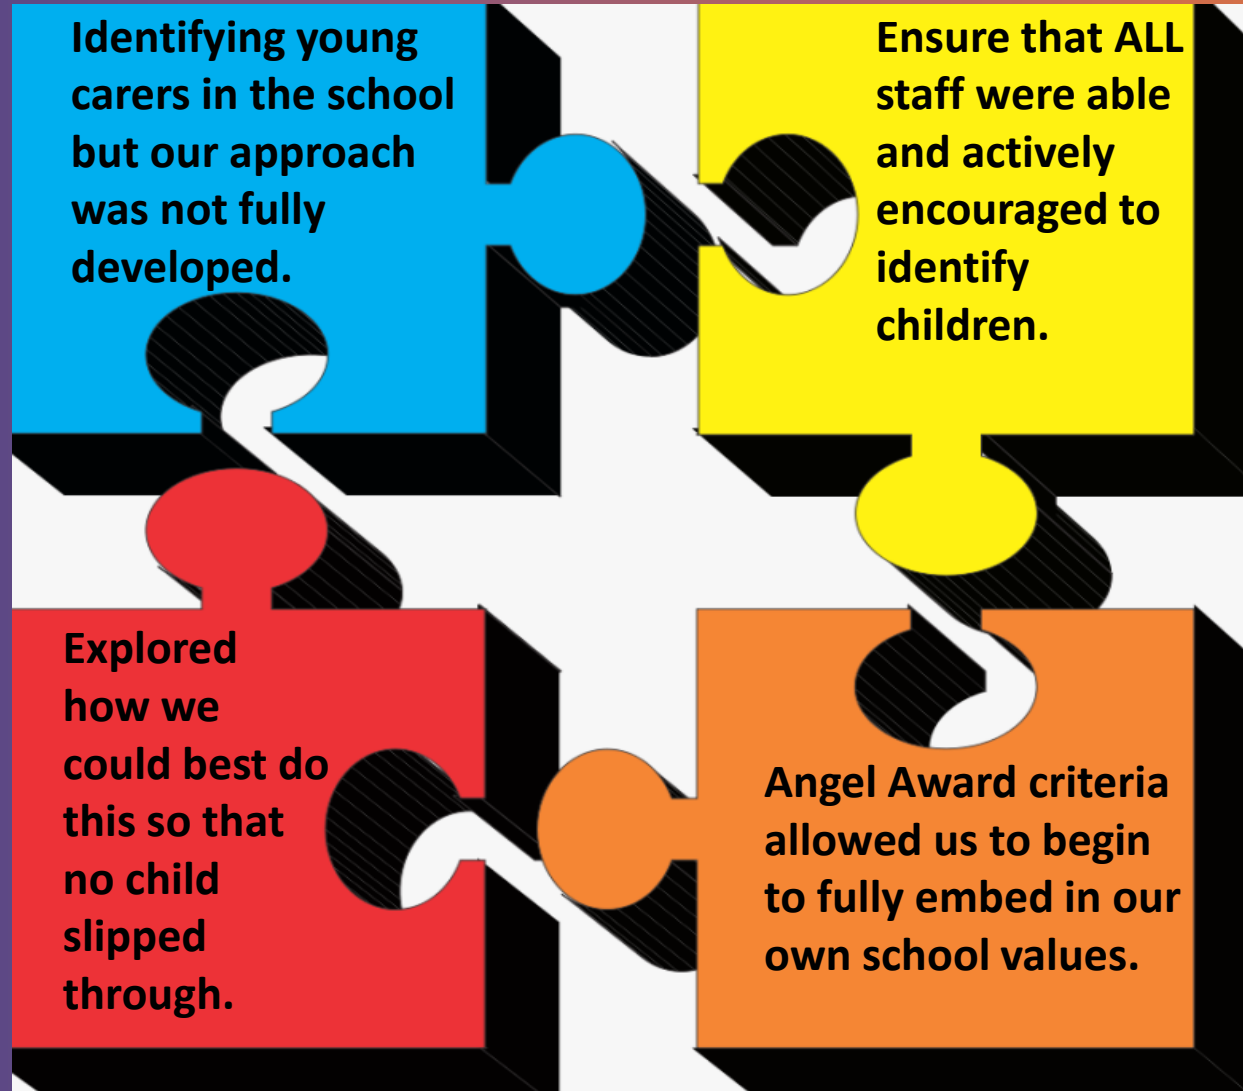 Identifying young
carers in the school
but our approach
was not fully
developed.
Ensure that ALL
staff were able
and actively
encouraged to
identify
children.
Explored
how we
could best do
this so that
no child
slipped
through.
Angel Award criteria
allowed us to begin
to fully embed in our
own school values.